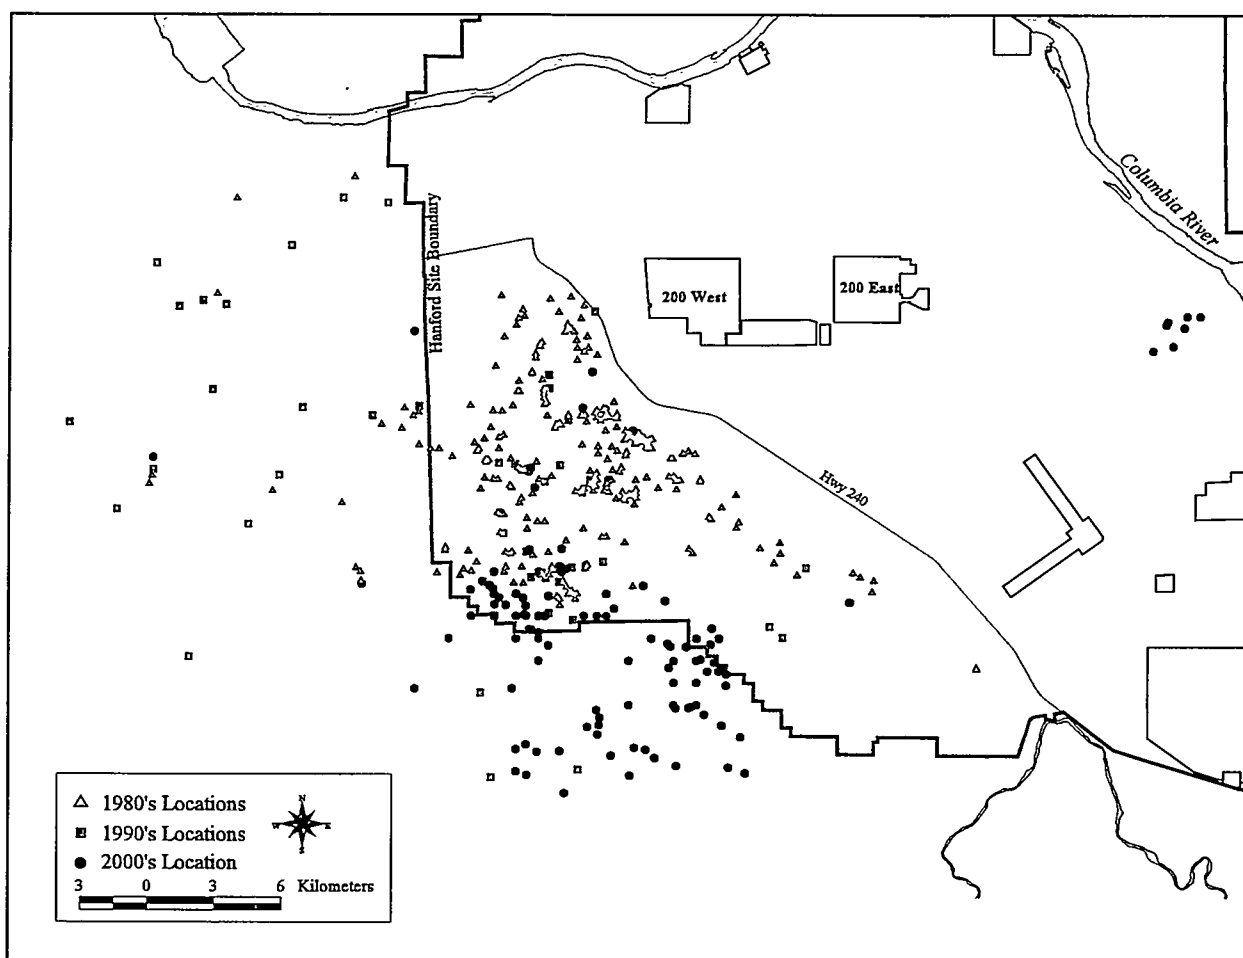 Columbia River
Hanford Site Boundary
200 West
200 East
Hwy 240
1980's Locations
1990's Locations
2000's Location
N
W
E
S
3 0 3 6 Kilometers